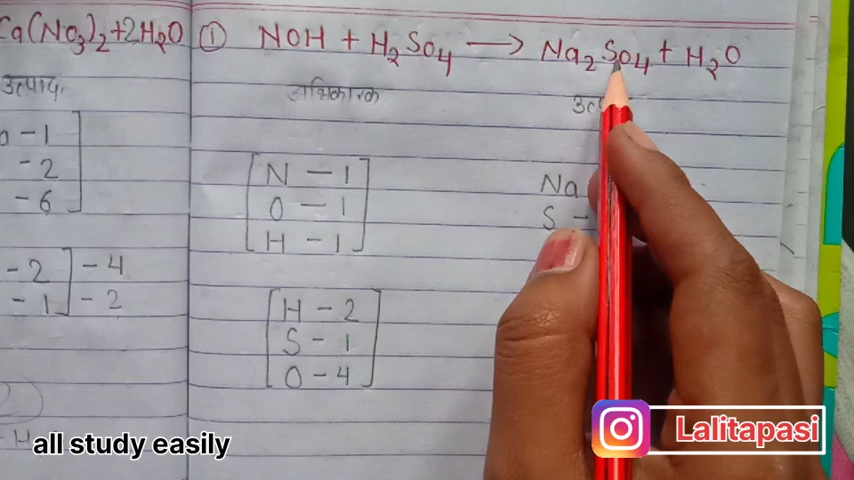 Ca(NO3)2+2H2O ① NOH + H2SO4 ⟶ Na2SO4 + H2O
उत्पाद अभिकारक
- 1
- 2
- 6
- 2 - 4
- 1 - 2
N - 1
O - 1
H - 1
H - 2
S - 1
O - 4
Na
S -
all study easily
Lalitapasi